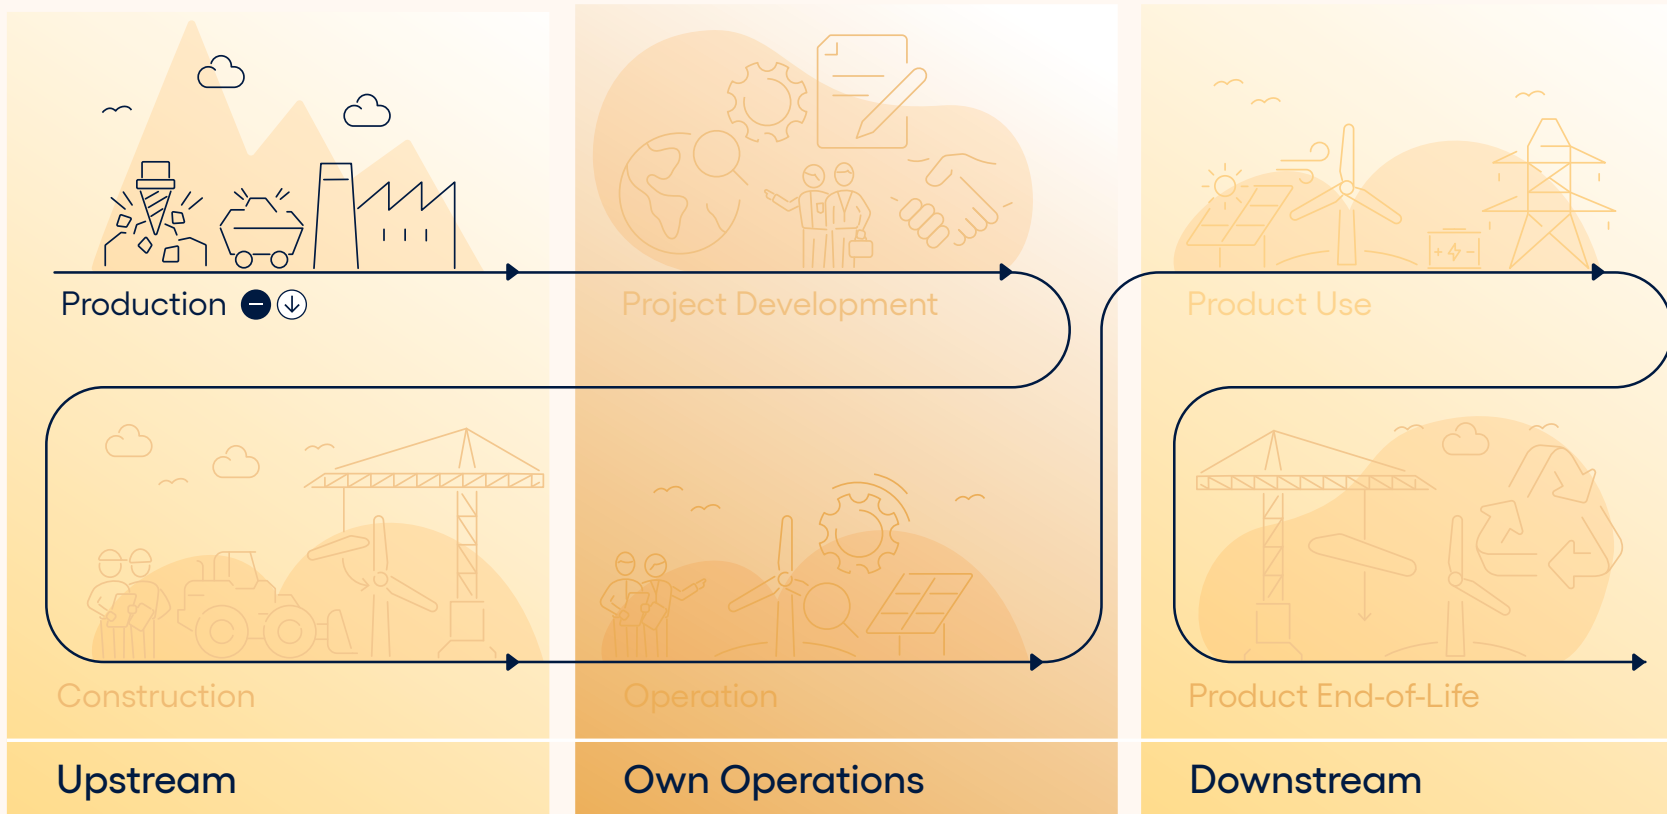 Production
Project Development
Product Use
Construction
Operation
Product End-of-Life
Upstream
Own Operations
Downstream